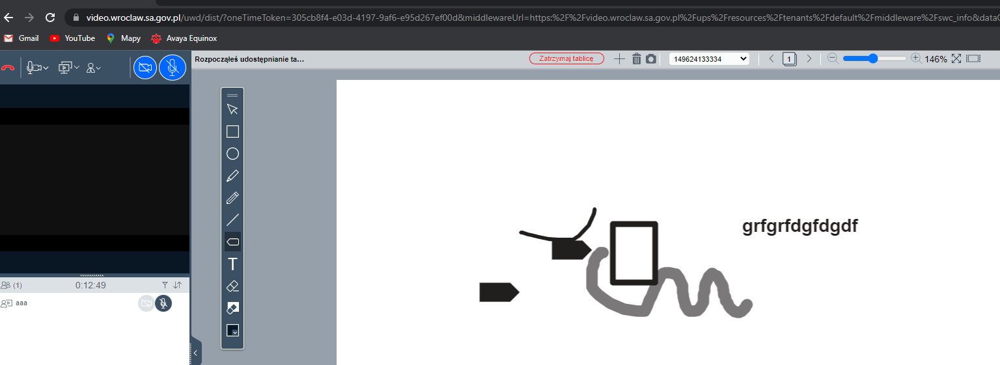 video.wroclaw.sa.gov.pl/uwd/dist/?oneTimeToken=305cb8f4-e03d-4197-9af6-e95d267ef00d&middlewareUrl=https:%2F%2Fvideo.wroclaw.sa.gov.pl%2Fups%2Fresources%2Ftenants%2Fdefault%2Fmiddleware%2Fswc_info&data
Gmail YouTube Mapy Avaya Equinox
Rozpocząłeś udostępnianie ta... Zatrzymaj tablicę 149624133334 1 146%
T
grfgrfdgfdgdf
(1) 0:12:49
aaa